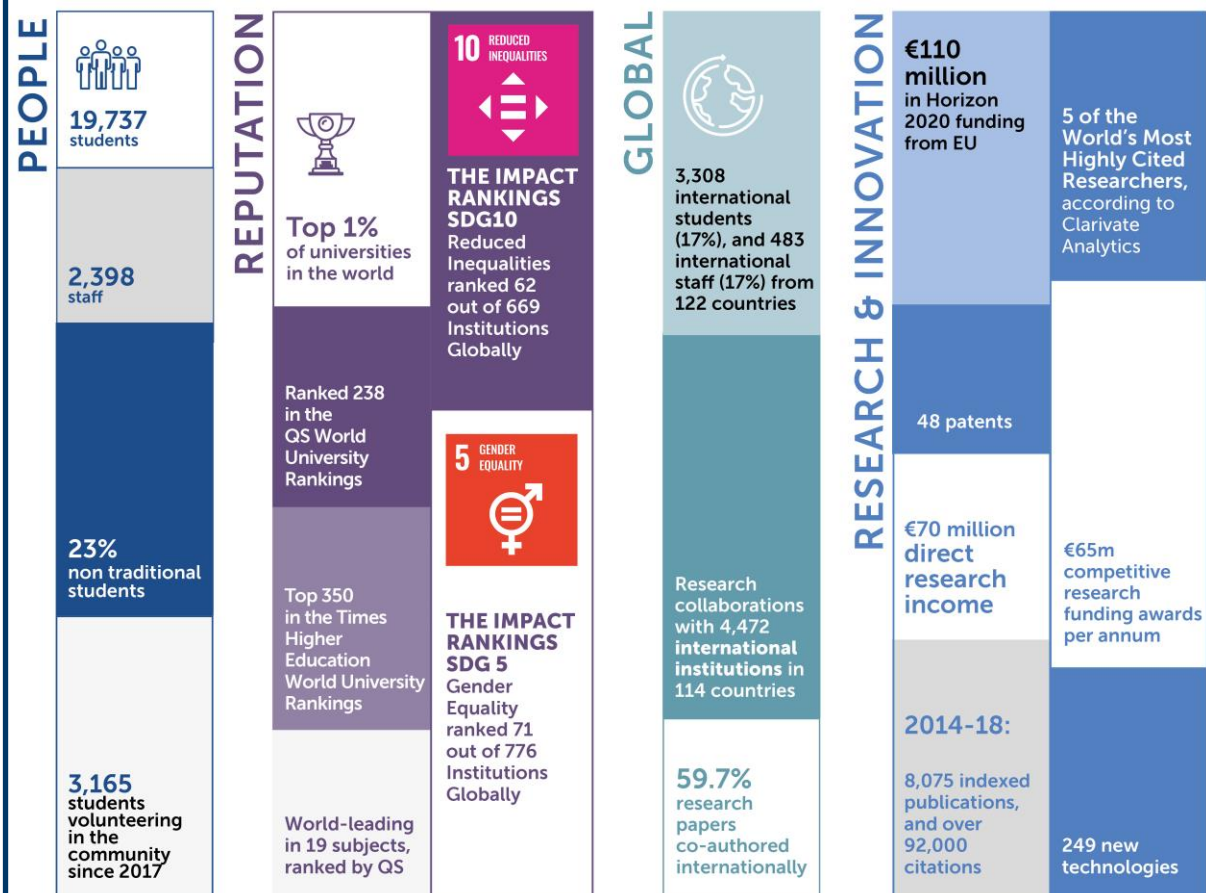 PEOPLE
19,737
students
2,398
staff
23%
non traditional
students
3,165
students
volunteering
in the
community
since 2017
REPUTATION
Top 1%
of universities
in the world
Ranked 238
in the
QS World
University
Rankings
Top 350
in the Times
Higher
Education
World University
Rankings
World-leading
in 19 subjects,
ranked by QS
10 REDUCED
INEQUALITIES
THE IMPACT
RANKINGS
SDG10
Reduced
Inequalities
ranked 62
out of 669
Institutions
Globally
5 GENDER
EQUALITY
THE IMPACT
RANKINGS
SDG 5
Gender
Equality
ranked 71
out of 776
Institutions
Globally
GLOBAL
3,308
international
students
(17%), and 483
international
staff (17%) from
122 countries
Research
collaborations
with 4,472
international
institutions in
114 countries
59.7%
research
papers
co-authored
internationally
RESEARCH & INNOVATION
€110
million
in Horizon
2020 funding
from EU
48 patents
€70 million
direct
research
income
2014-18:
8,075 indexed
publications,
and over
92,000
citations
5 of the
World's Most
Highly Cited
Researchers,
according to
Clarivate
Analytics
€65m
competitive
research
funding awards
per annum
249 new
technologies